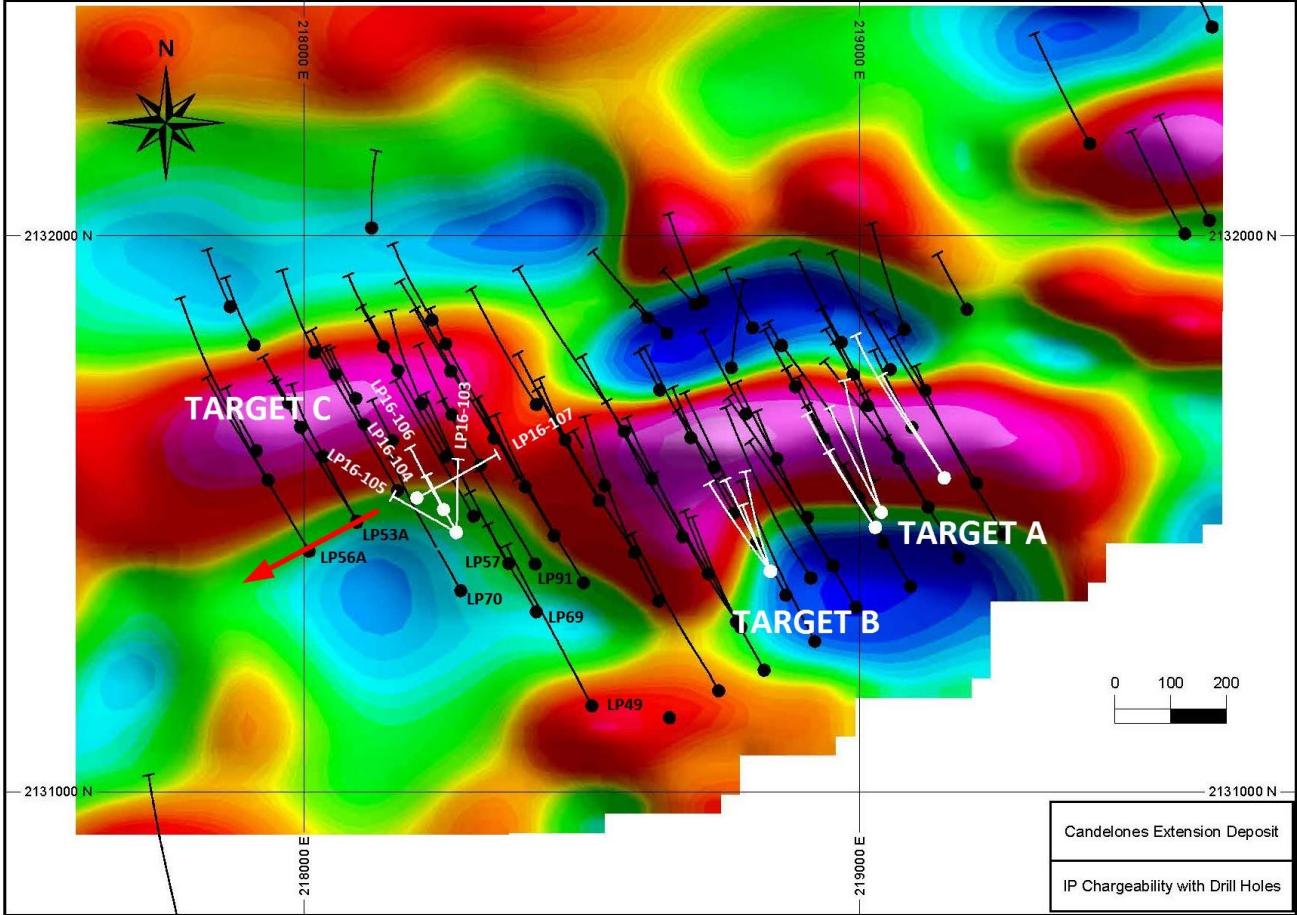 N
218000 E
219000 E
2132000 N
2132000 N
TARGET C
LP16-106
LP16-103
LP16-104
LP16-107
LP16-105
LP53A
LP56A
TARGET A
LP57
LP91
LP70
LP69
TARGET B
LP49
0 100 200
2131000 N
2131000 N
218000 E
219000 E
Candelones Extension Deposit
IP Chargeability with Drill Holes